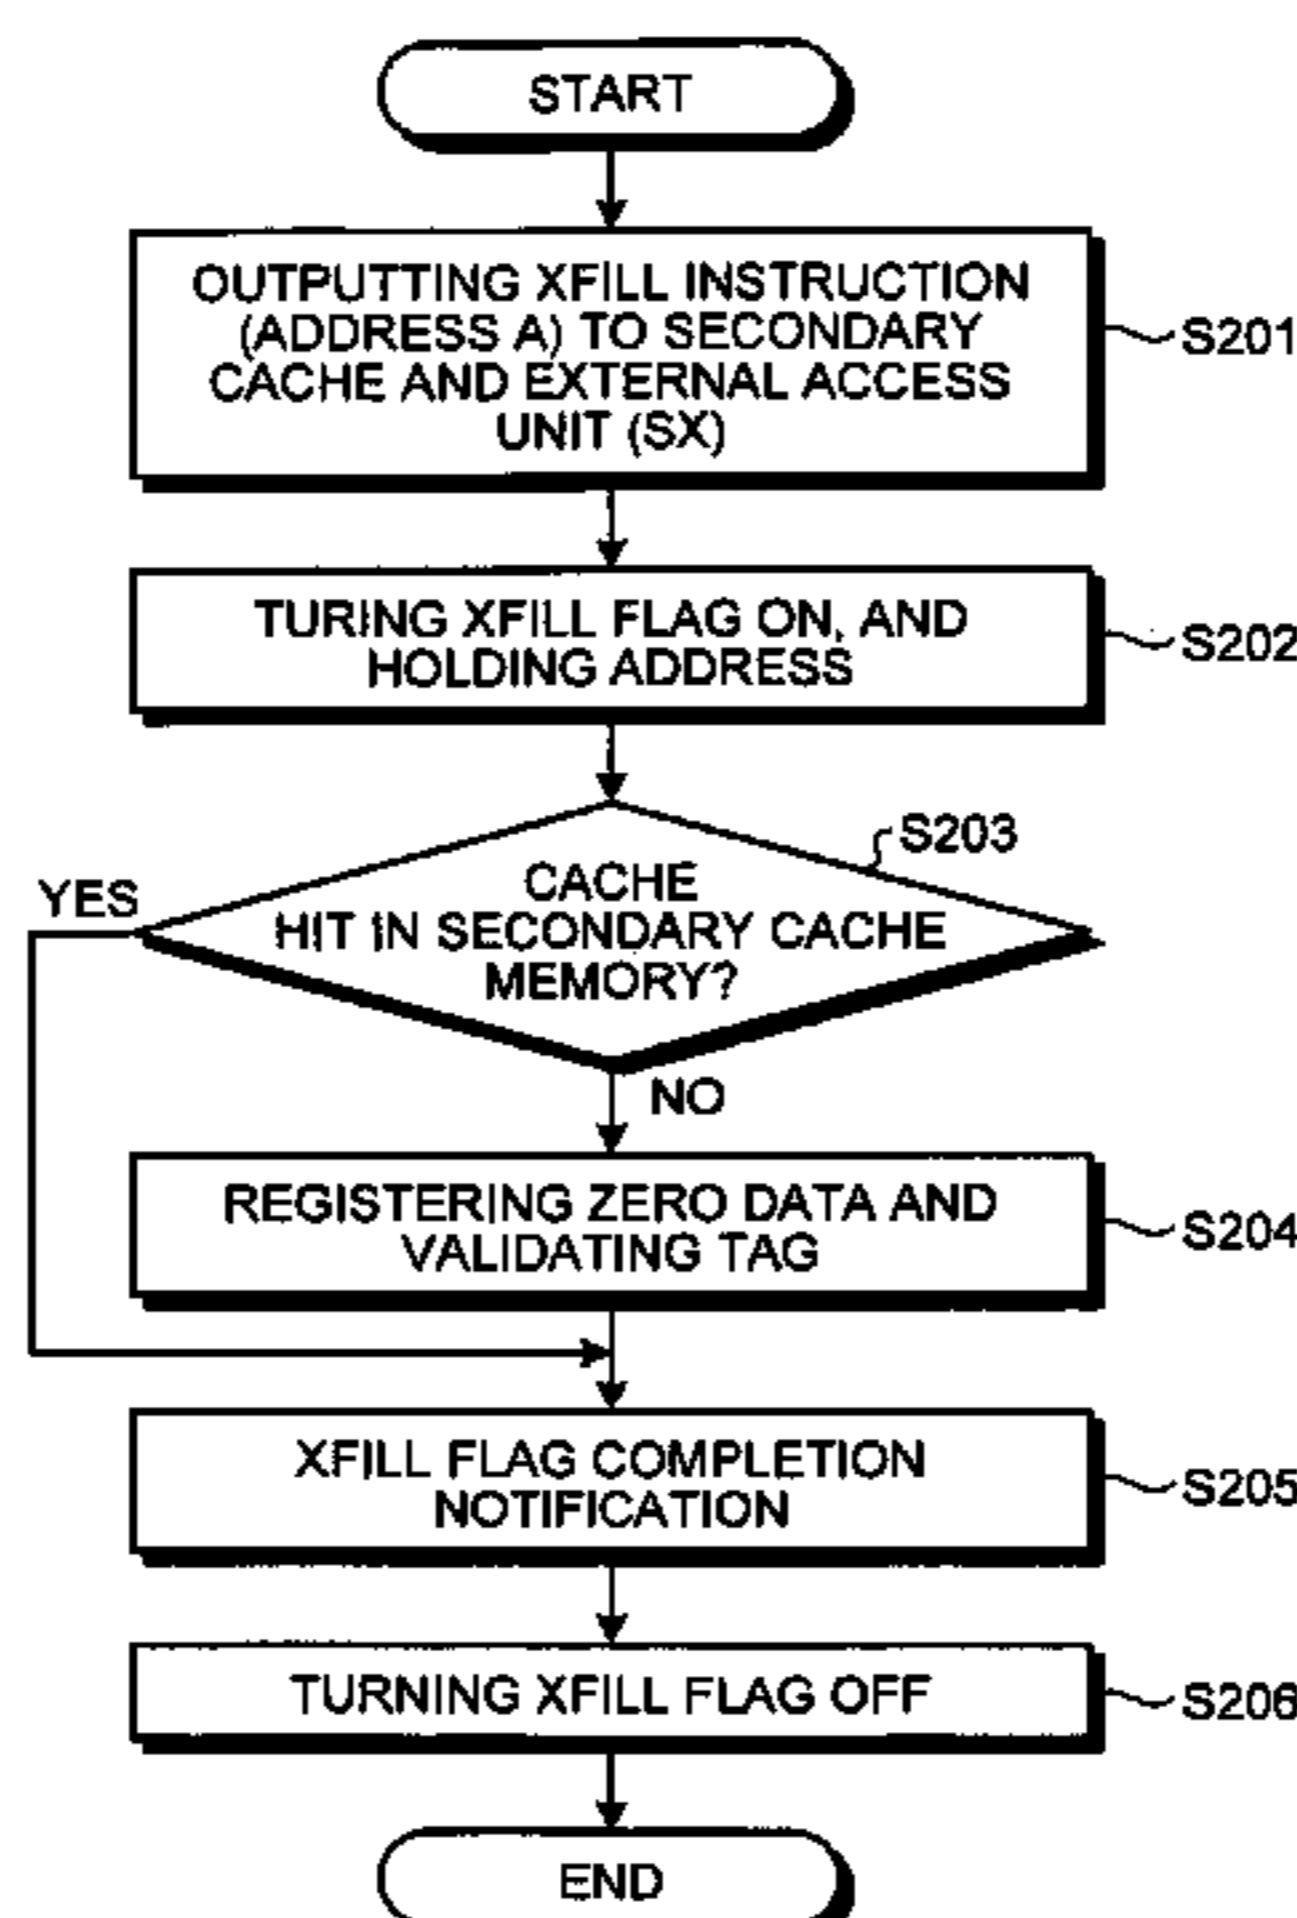 START
OUTPUTTING XFILL INSTRUCTION
(ADDRESS A) TO SECONDARY
CACHE AND EXTERNAL ACCESS
UNIT (SX)
S201
TURING XFILL FLAG ON, AND
HOLDING ADDRESS
S202
S203
YES
CACHE
HIT IN SECONDARY CACHE
MEMORY?
NO
REGISTERING ZERO DATA AND
VALIDATING TAG
S204
XFILL FLAG COMPLETION
NOTIFICATION
S205
TURNING XFILL FLAG OFF
S206
END